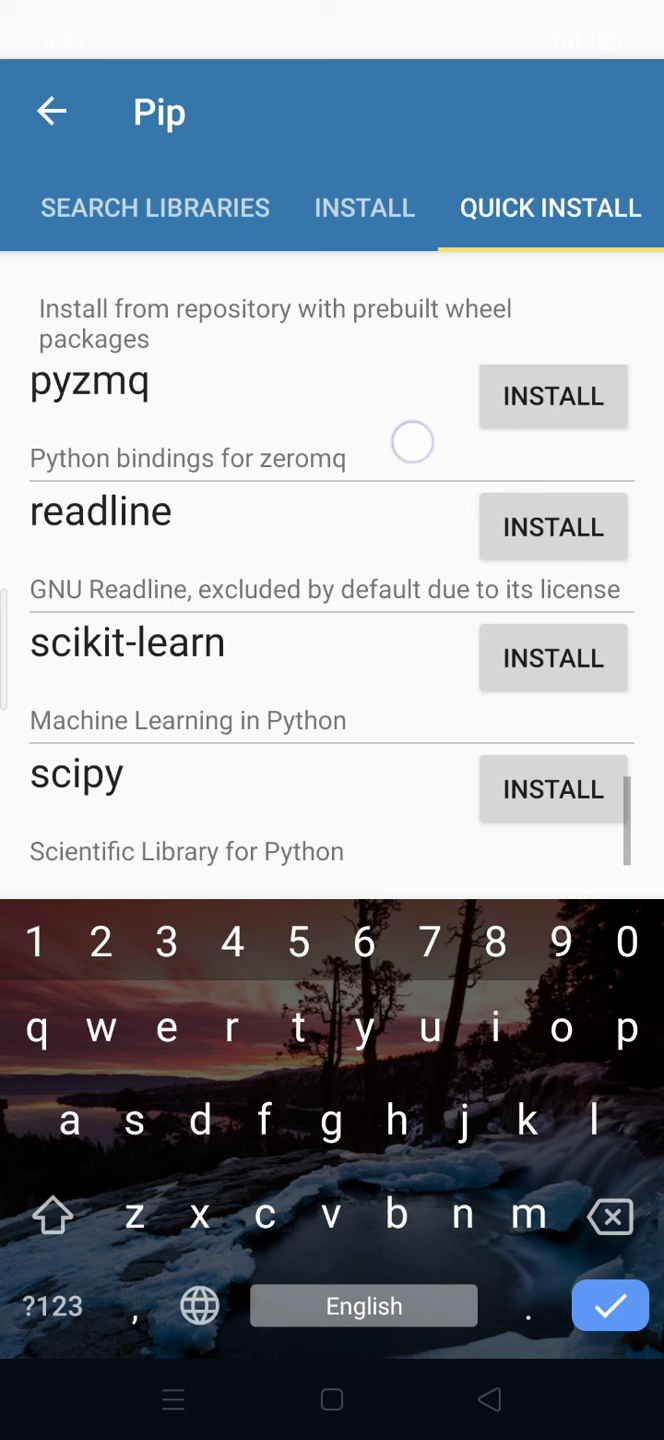 6:57
Pip
SEARCH LIBRARIES INSTALL QUICK INSTALL
Install from repository with prebuilt wheel
packages
pyzmq INSTALL
Python bindings for zeromq
readline INSTALL
GNU Readline, excluded by default due to its license
scikit-learn INSTALL
Machine Learning in Python
scipy INSTALL
Scientific Library for Python
1 2 3 4 5 6 7 8 9 0
q w e r t y u i o p
a s d f g h j k l
z x c v b n m
?123 , English .